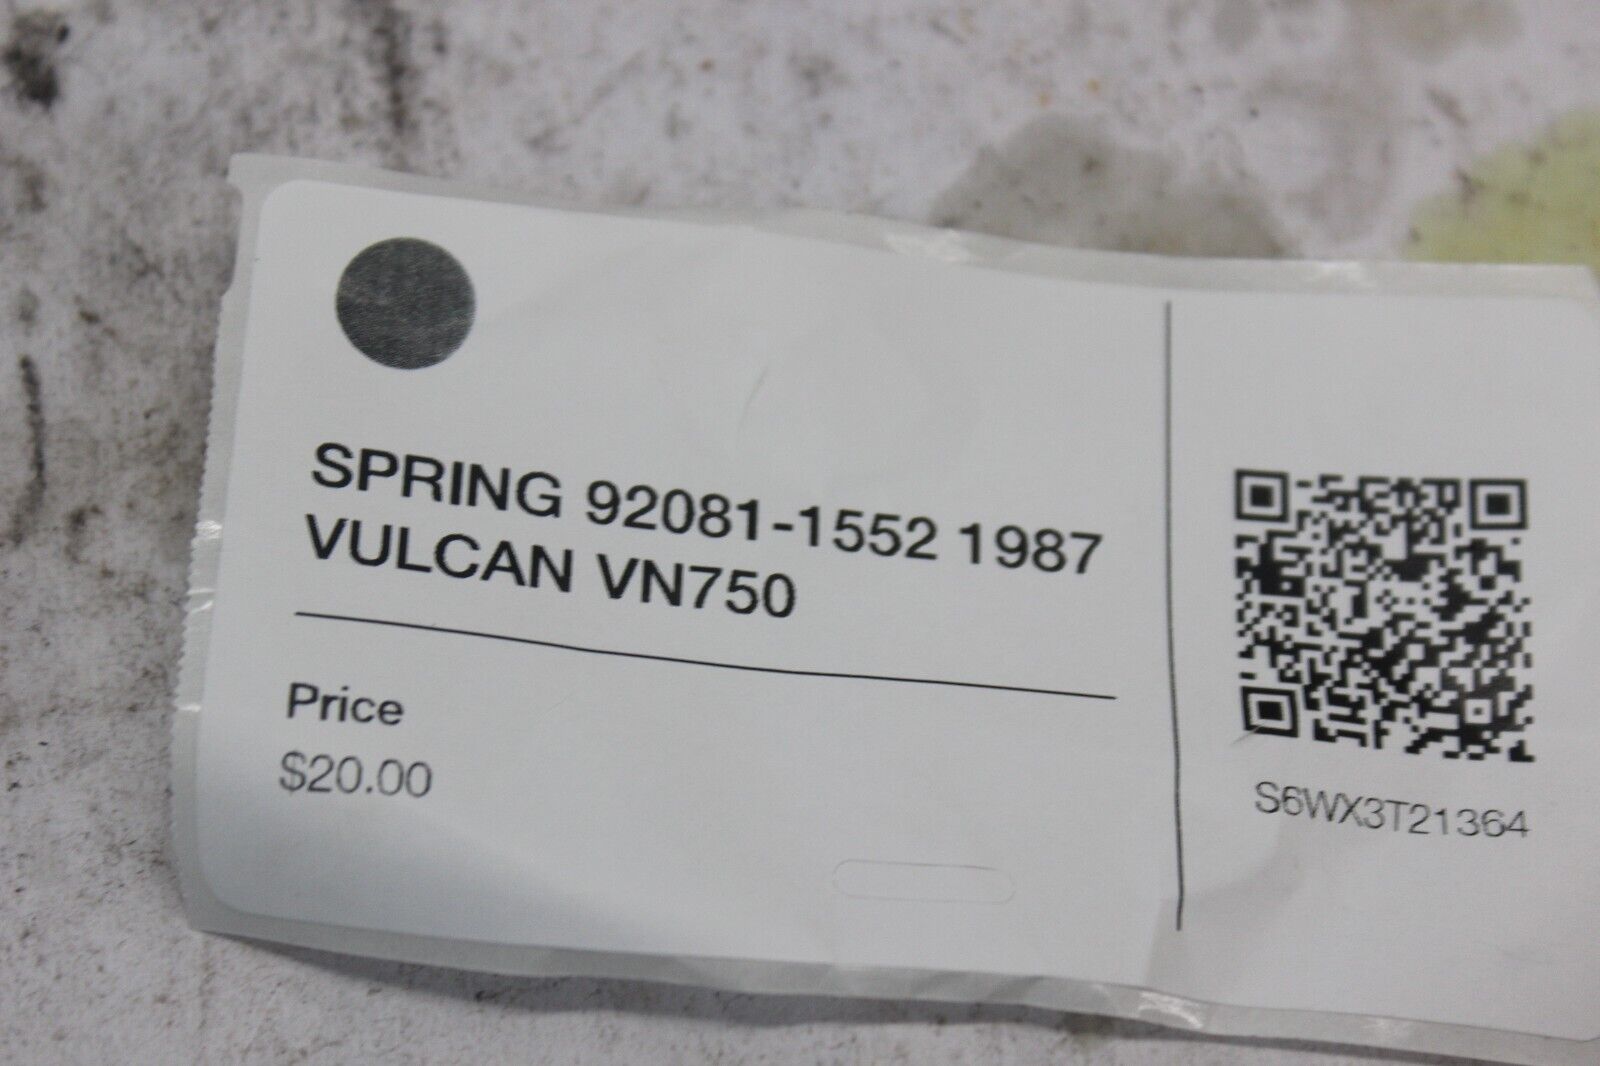 SPRING 92081-1552 1987
VULCAN VN750
Price
$20.00
S6WX3T21364